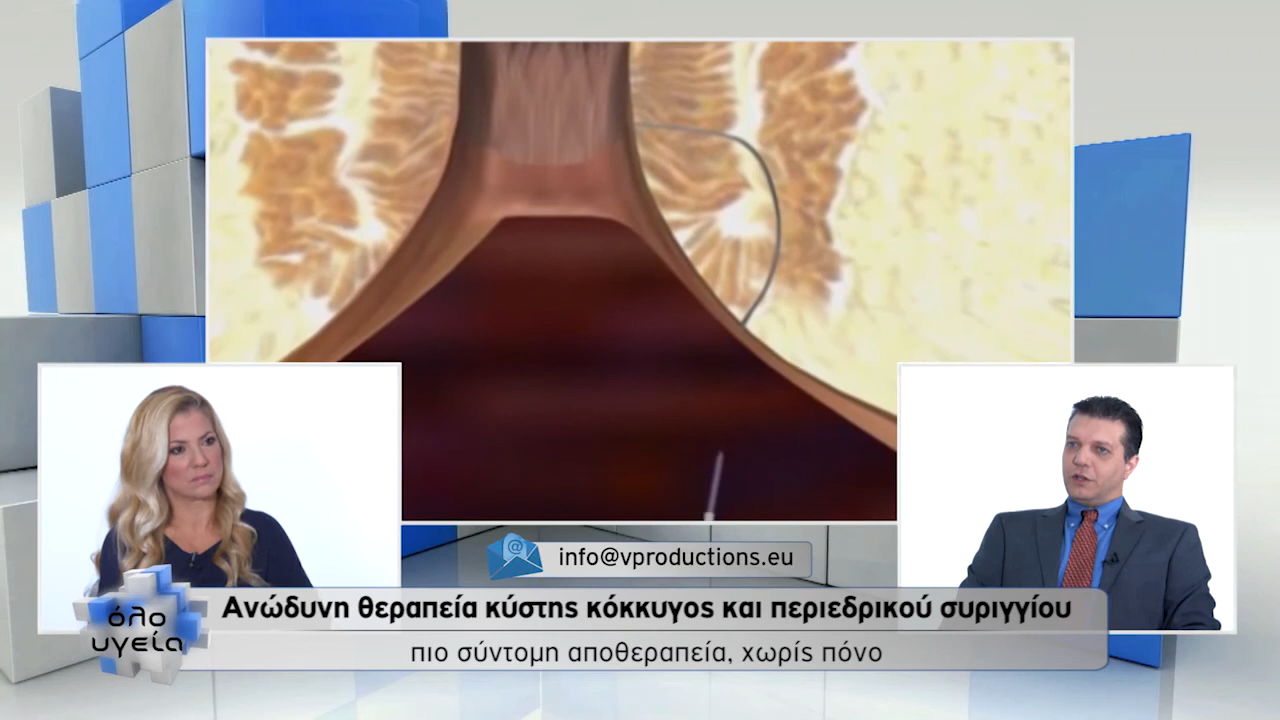 info@vproductions.eu
Ανώδυνη θεραπεία κύστης κόκκυγος και περιεδρικού συριγγίου
πιο σύντομη αποθεραπεία, χωρίς πόνο
όλο
υγεία